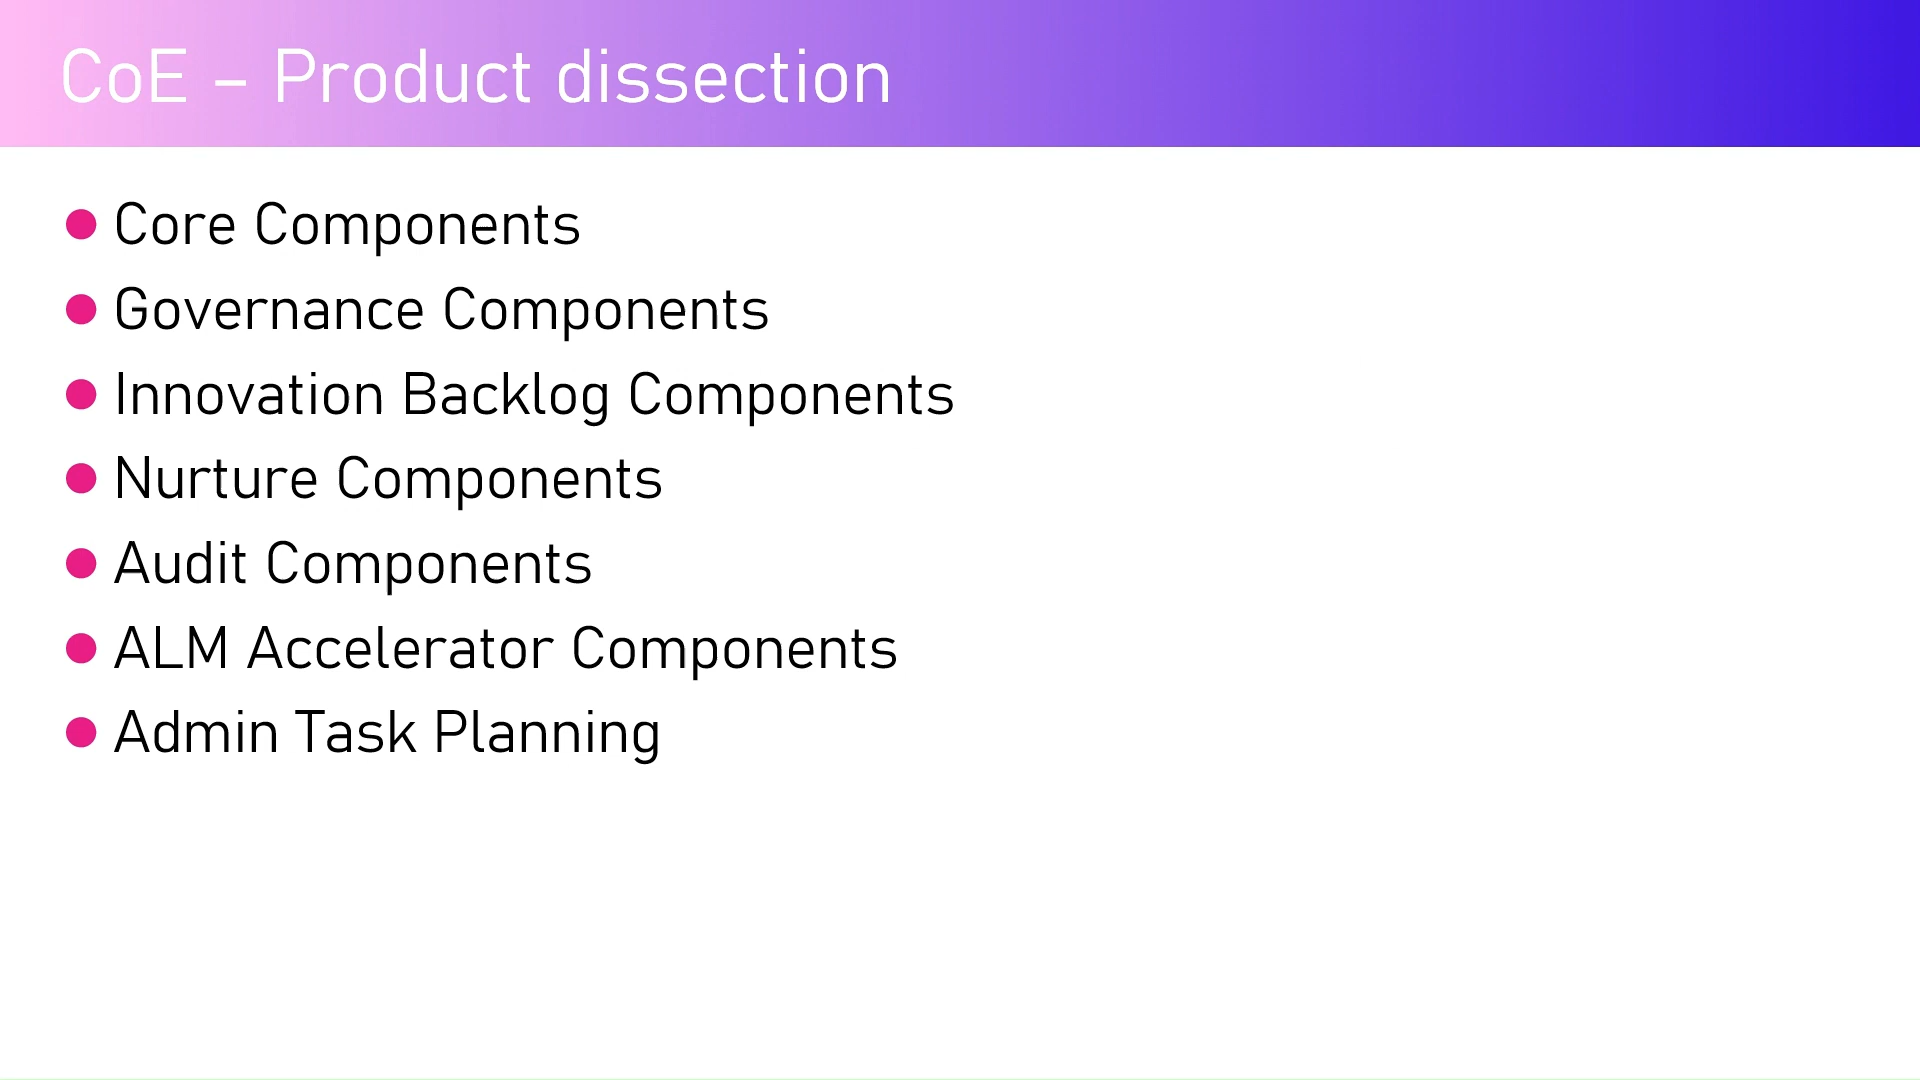 CoE – Product dissection
Core Components
Governance Components
Innovation Backlog Components
Nurture Components
Audit Components
ALM Accelerator Components
Admin Task Planning